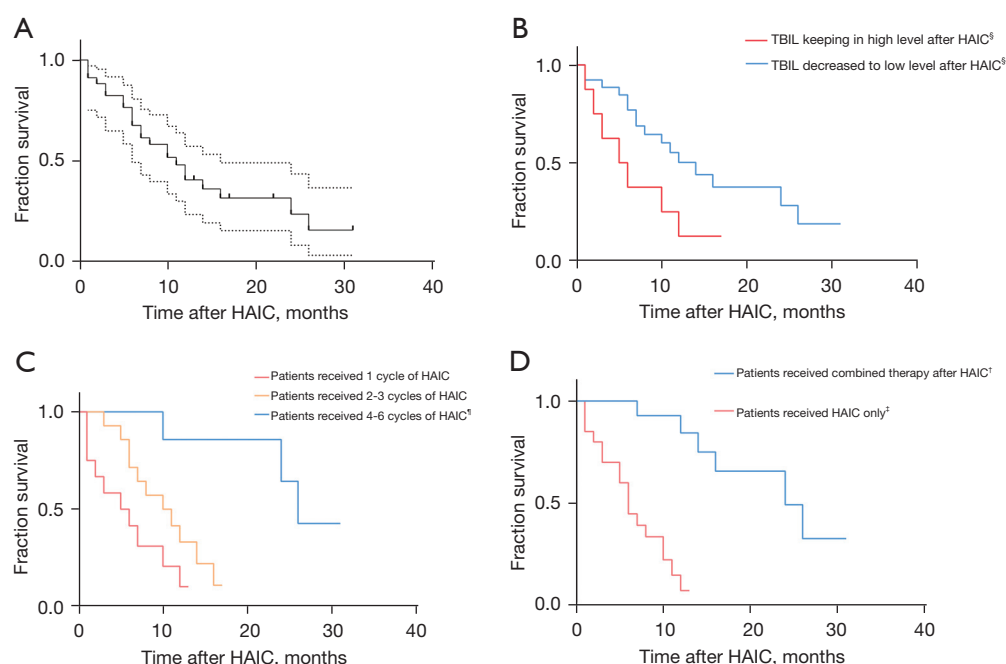 A
1.0
0.5
0.0
Fraction survival
0
10
20
30
40
Time after HAIC, months
B
TBIL keeping in high level after HAIC§
TBIL decreased to low level after HAIC§
1.0
0.5
0.0
Fraction survival
0
10
20
30
40
Time after HAIC, months
C
Patients received 1 cycle of HAIC
Patients received 2-3 cycles of HAIC
Patients received 4-6 cycles of HAIC¶
1.0
0.5
0.0
Fraction survival
0
10
20
30
40
Time after HAIC, months
D
Patients received combined therapy after HAIC†
Patients received HAIC only‡
1.0
0.5
0.0
Fraction survival
0
10
20
30
40
Time after HAIC, months